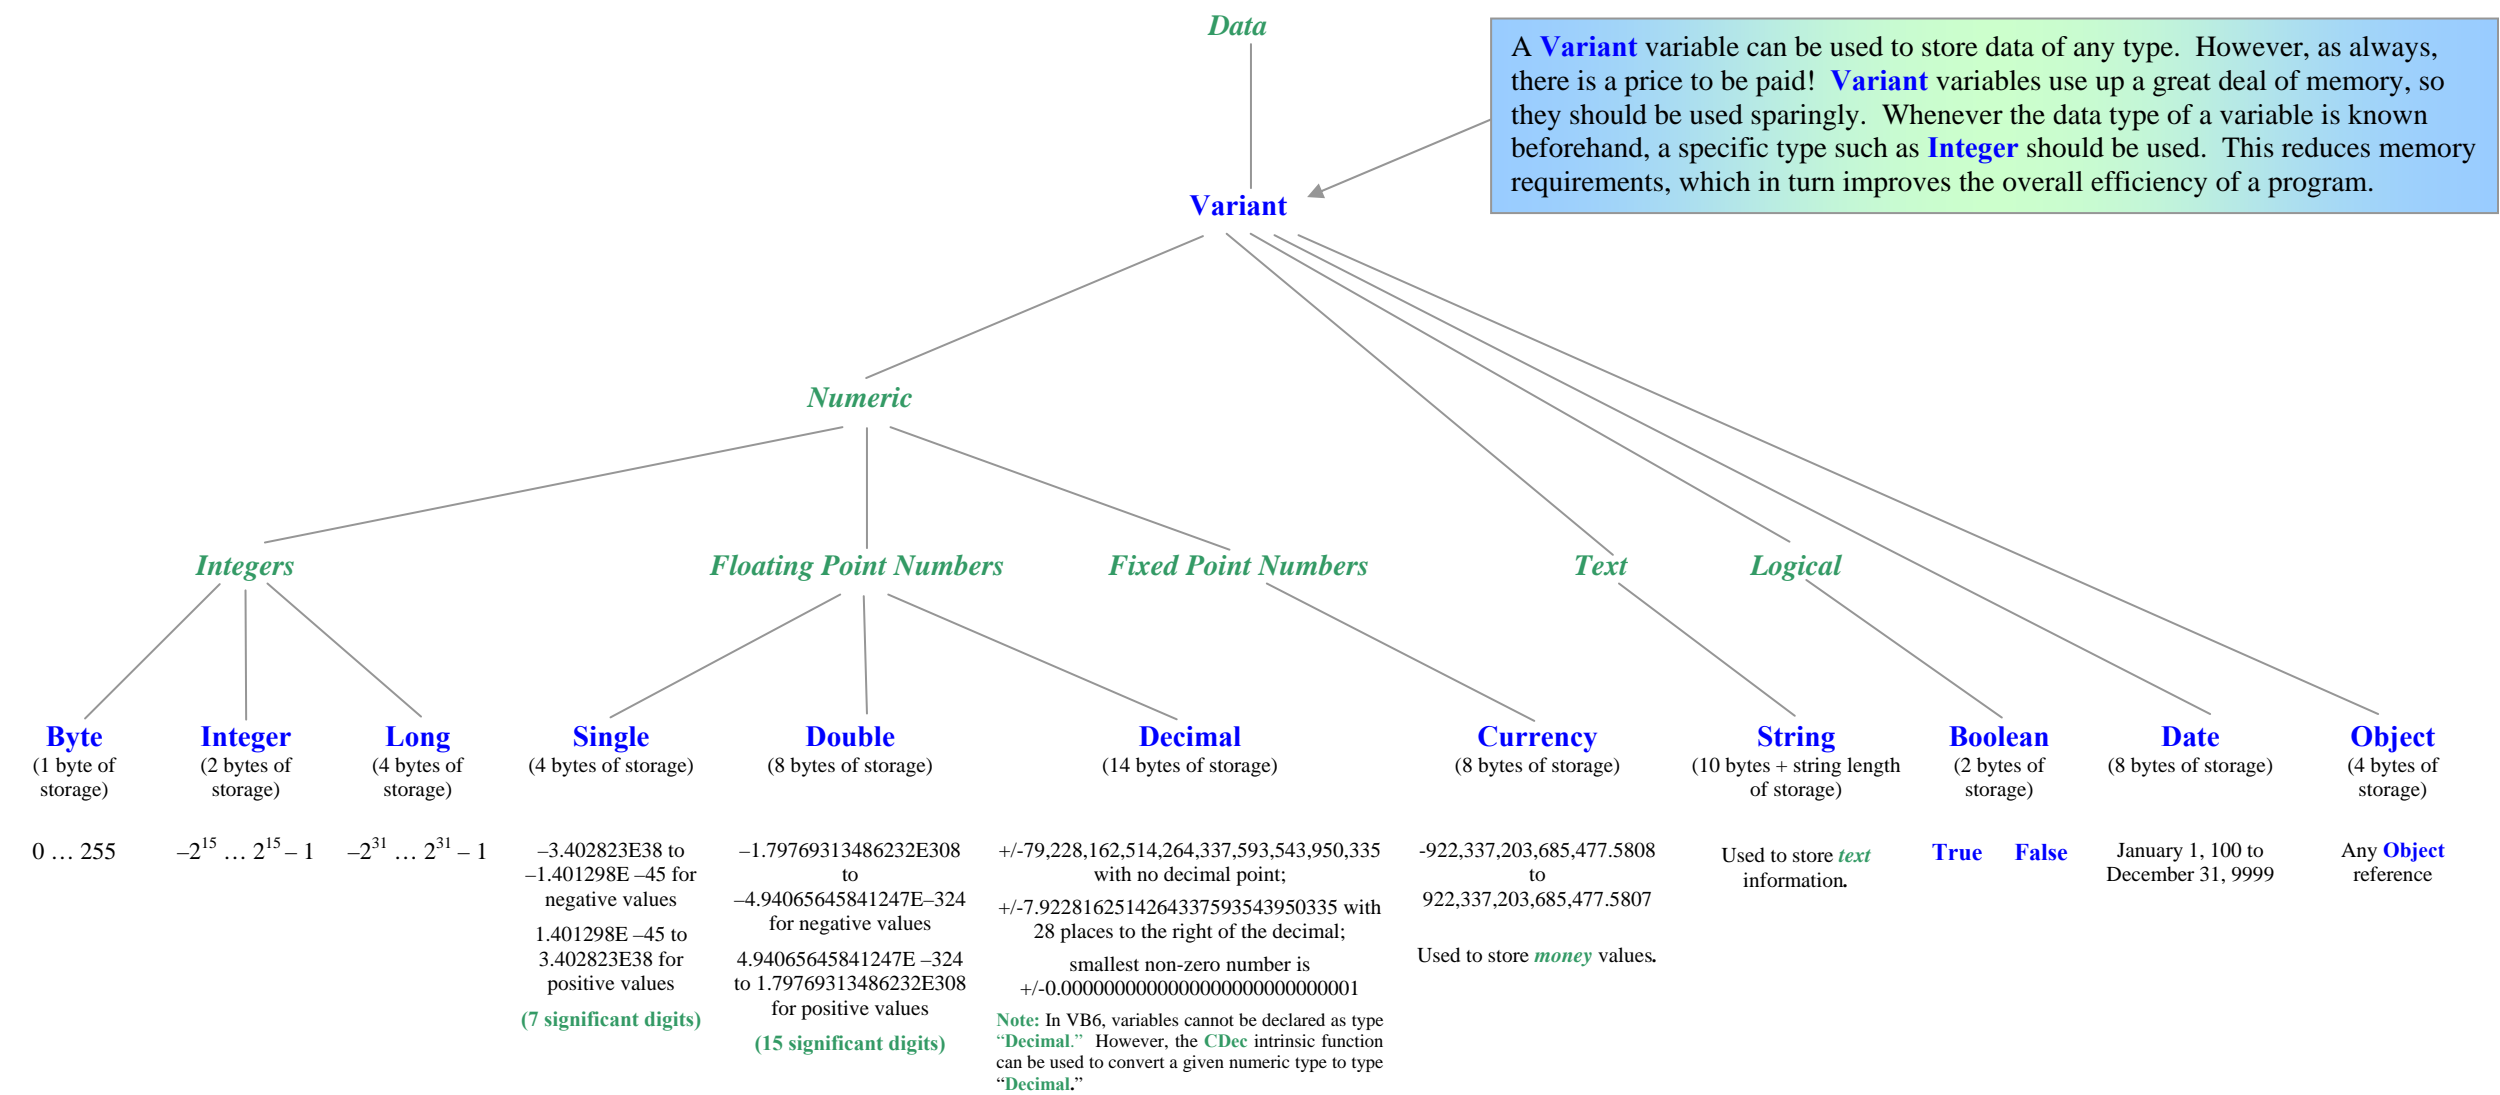 Data
A Variant variable can be used to store data of any type. However, as always,
there is a price to be paid! Variant variables use up a great deal of memory, so
they should be used sparingly. Whenever the data type of a variable is known
beforehand, a specific type such as Integer should be used. This reduces memory
requirements, which in turn improves the overall efficiency of a program.
Variant
Numeric
Integers
Floating Point Numbers
Fixed Point Numbers
Text
Logical
Byte
(1 byte of
storage)
0 … 255
Integer
(2 bytes of
storage)
–2¹⁵ … 2¹⁵ – 1
Long
(4 bytes of
storage)
–2³¹ … 2³¹ – 1
Single
(4 bytes of storage)
–3.402823E38 to
–1.401298E –45 for
negative values
1.401298E –45 to
3.402823E38 for
positive values
(7 significant digits)
Double
(8 bytes of storage)
–1.79769313486232E308
to
–4.94065645841247E–324
for negative values
4.94065645841247E –324
to 1.79769313486232E308
for positive values
(15 significant digits)
Decimal
(14 bytes of storage)
+/-79,228,162,514,264,337,593,543,950,335
with no decimal point;
+/-7.9228162514264337593543950335 with
28 places to the right of the decimal;
smallest non-zero number is
+/-0.0000000000000000000000000001
Note: In VB6, variables cannot be declared as type
“Decimal.” However, the CDec intrinsic function
can be used to convert a given numeric type to type
“Decimal.”
Currency
(8 bytes of storage)
-922,337,203,685,477.5808
to
922,337,203,685,477.5807
Used to store money values.
String
(10 bytes + string length
of storage)
Used to store text
information.
Boolean
(2 bytes of
storage)
True False
Date
(8 bytes of storage)
January 1, 100 to
December 31, 9999
Object
(4 bytes of
storage)
Any Object
reference